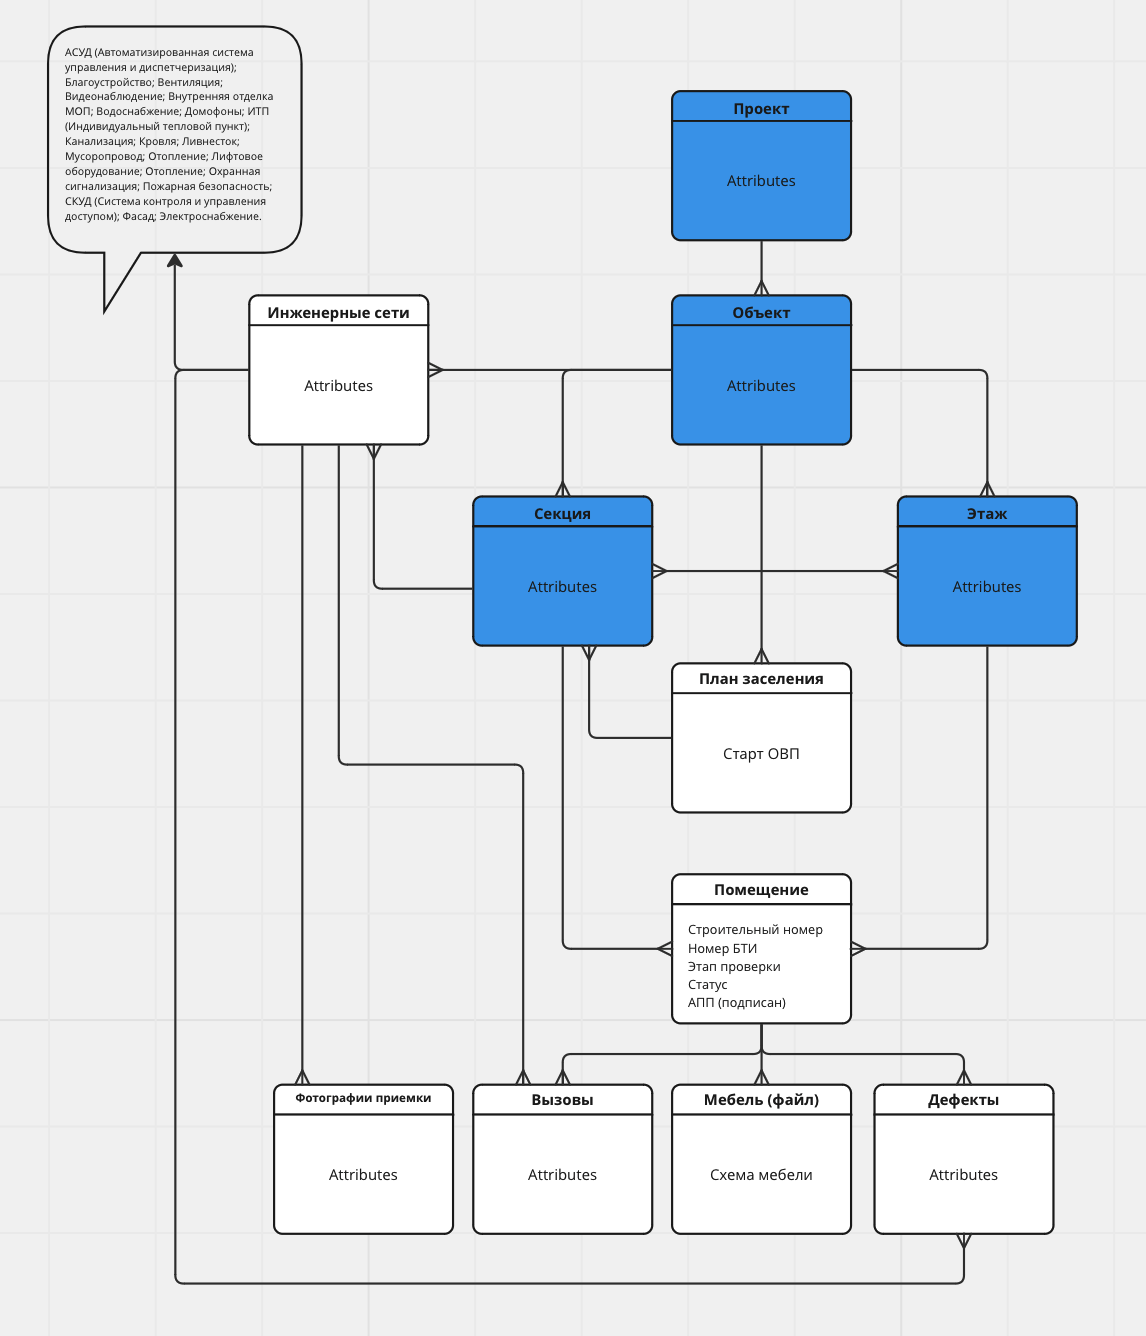 АСУД (Автоматизированная система
управления и диспетчеризация);
Благоустройство; Вентиляция;
Видеонаблюдение; Внутренняя отделка
МОП; Водоснабжение; Домофоны; ИТП
(Индивидуальный тепловой пункт);
Канализация; Кровля; Ливнесток;
Мусоропровод; Отопление; Лифтовое
оборудование; Отопление; Охранная
сигнализация; Пожарная безопасность;
СКУД (Система контроля и управления
доступом); Фасад; Электроснабжение.
Проект
Attributes
Инженерные сети
Attributes
Объект
Attributes
Секция
Attributes
Этаж
Attributes
План заселения
Старт ОВП
Помещение
Строительный номер
Номер БТИ
Этап проверки
Статус
АПП (подписан)
Фотографии приемки
Attributes
Вызовы
Attributes
Мебель (файл)
Схема мебели
Дефекты
Attributes